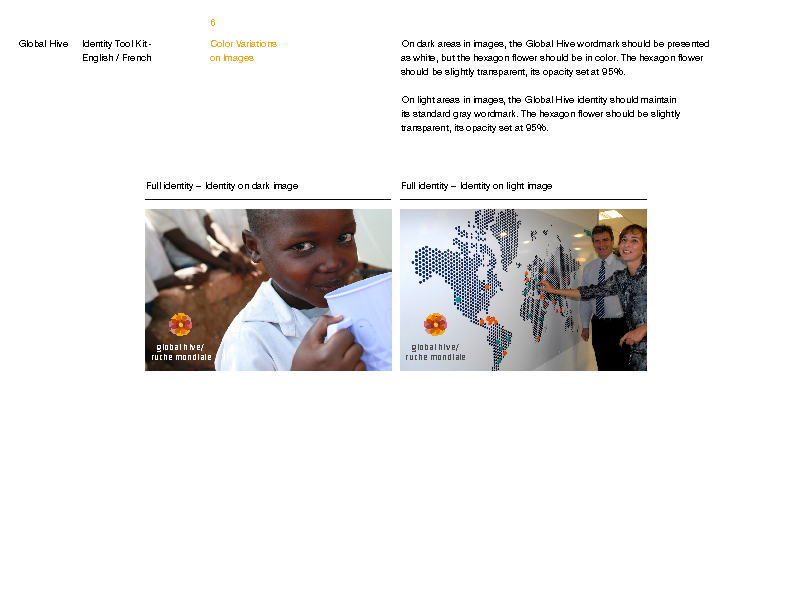 6
Global Hive
Identity Tool Kit -
English / French
Color Variations
on Images
On dark areas in images, the Global Hive wordmark should be presented
as white, but the hexagon flower should be in color. The hexagon flower
should be slightly transparent, its opacity set at 95%.
On light areas in images, the Global Hive identity should maintain
its standard gray wordmark. The hexagon flower should be slightly
transparent, its opacity set at 95%.
Full identity – Identity on dark image
Full identity – Identity on light image
global hive/
ruche mondiale
global hive/
ruche mondiale